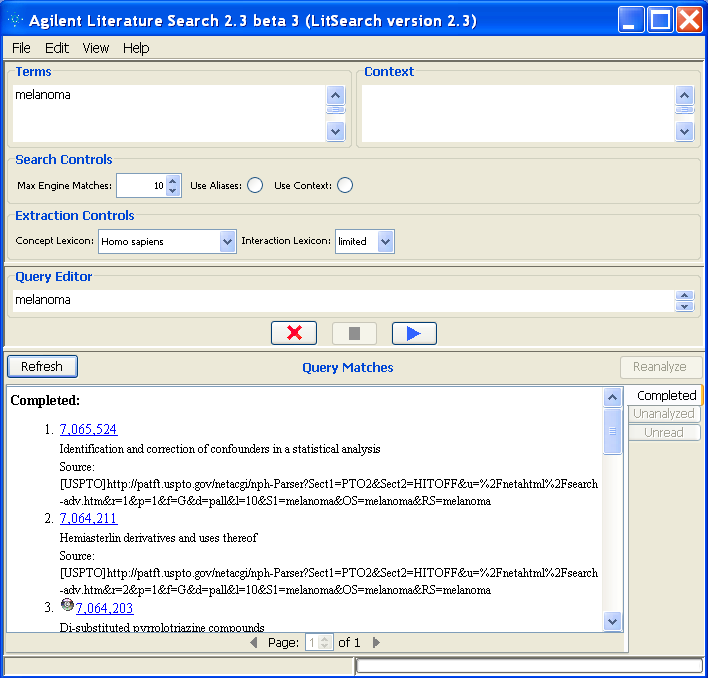 Agilent Literature Search 2.3 beta 3 (LitSearch version 2.3)
File Edit View Help
Terms
Context
melanoma
Search Controls
Max Engine Matches: 10 Use Aliases: Use Context:
Extraction Controls
Concept Lexicon: Homo sapiens Interaction Lexicon: limited
Query Editor
melanoma
Refresh Query Matches Reanalyze
Completed:
Completed
Unanalyzed
Unread
1. 7,065,524
Identification and correction of confounders in a statistical analysis
Source:
[USPTO]http://patft.uspto.gov/netacgi/nph-Parser?Sect1=PTO2&Sect2=HITOFF&u=%2Fnetahtml%2Fsearch
-adv.htm&r=1&p=1&f=G&d=pall&l=10&S1=melanoma&OS=melanoma&RS=melanoma
2. 7,064,211
Hemiasterlin derivatives and uses thereof
Source:
[USPTO]http://patft.uspto.gov/netacgi/nph-Parser?Sect1=PTO2&Sect2=HITOFF&u=%2Fnetahtml%2Fsearch
-adv.htm&r=2&p=1&f=G&d=pall&l=10&S1=melanoma&OS=melanoma&RS=melanoma
3. 7,064,203
Di-substituted pyrrolotriazine compounds
Page: 1 of 1